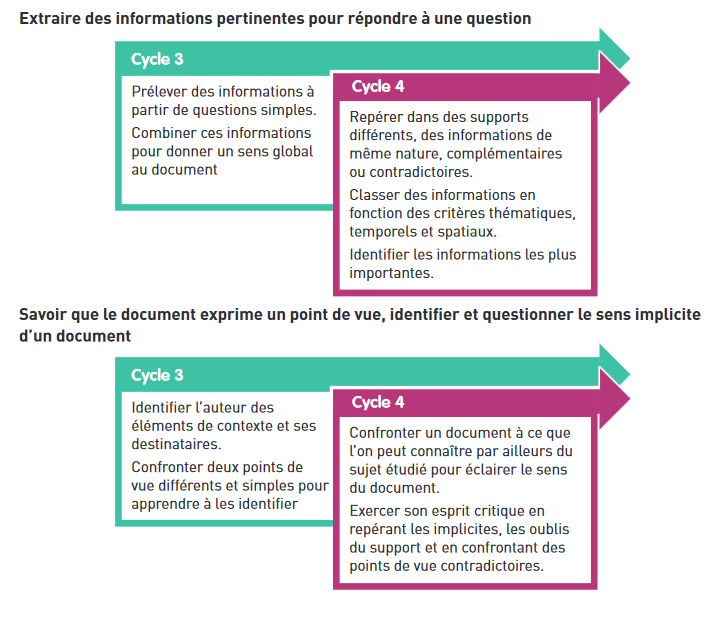 Extraire des informations pertinentes pour répondre à une question
Cycle 3
Prélever des informations à
partir de questions simples.
Combiner ces informations
pour donner un sens global
au document
Cycle 4
Repérer dans des supports
différents, des informations de
même nature, complémentaires
ou contradictoires.
Classer des informations en
fonction des critères thématiques,
temporels et spatiaux.
Identifier les informations les plus
importantes.
Savoir que le document exprime un point de vue, identifier et questionner le sens implicite
d’un document
Cycle 3
Identifier l’auteur des
éléments de contexte et ses
destinataires.
Confronter deux points de
vue différents et simples pour
apprendre à les identifier
Cycle 4
Confronter un document à ce que
l’on peut connaître par ailleurs du
sujet étudié pour éclairer le sens
du document.
Exercer son esprit critique en
repérant les implicites, les oublis
du support et en confrontant des
points de vue contradictoires.